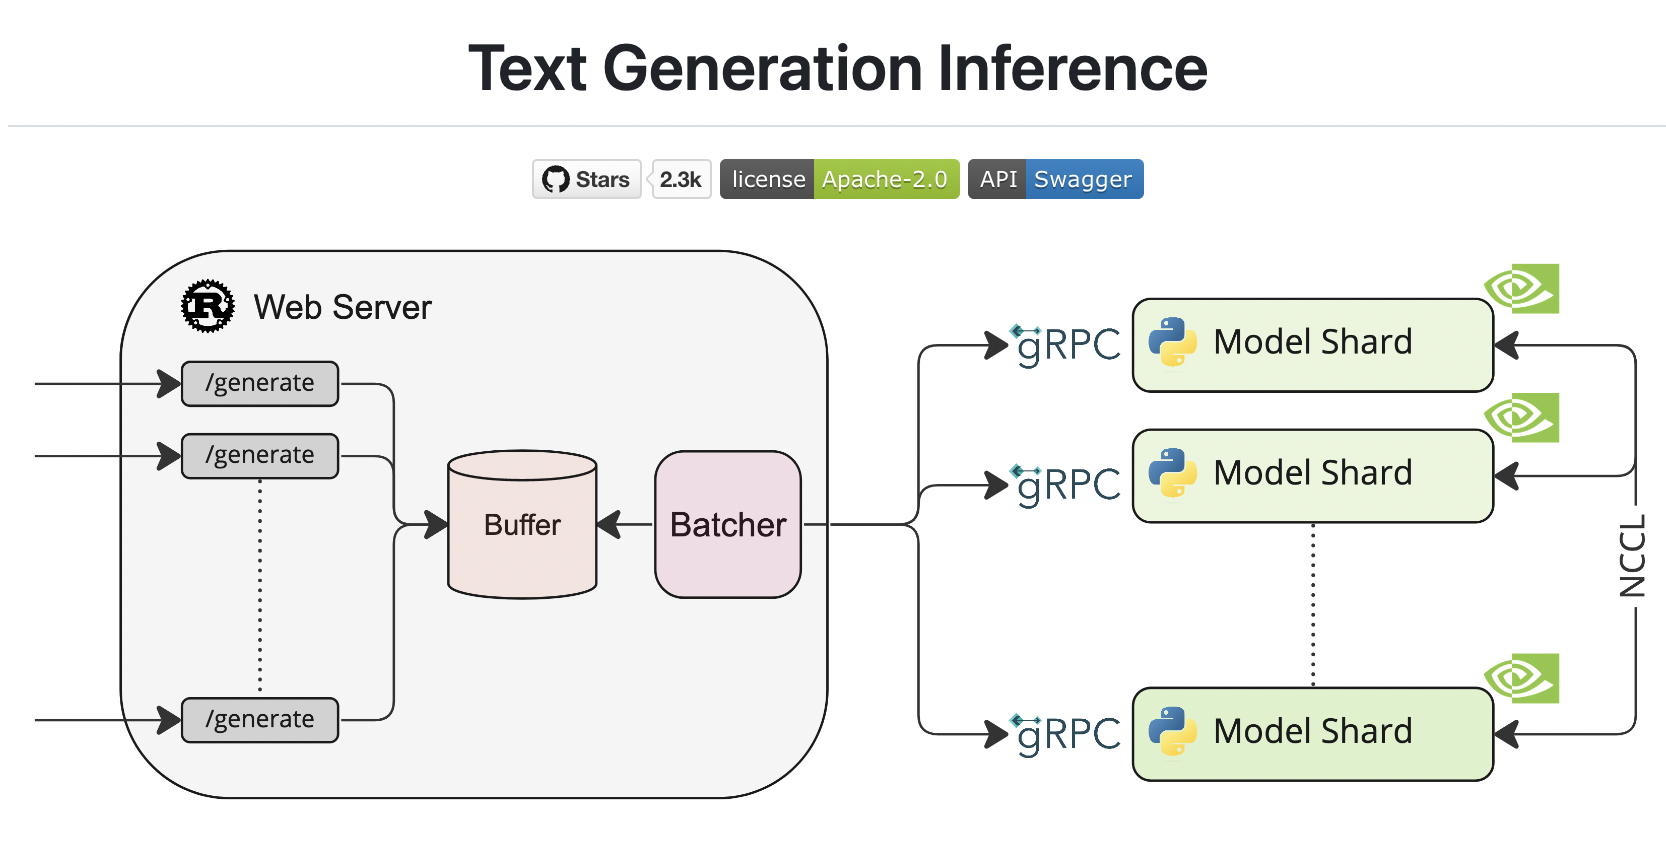 Text Generation Inference
Stars 2.3k license Apache-2.0 API Swagger
R Web Server
/generate
/generate
/generate
Buffer
Batcher
gRPC Model Shard
gRPC Model Shard
gRPC Model Shard
NCCL